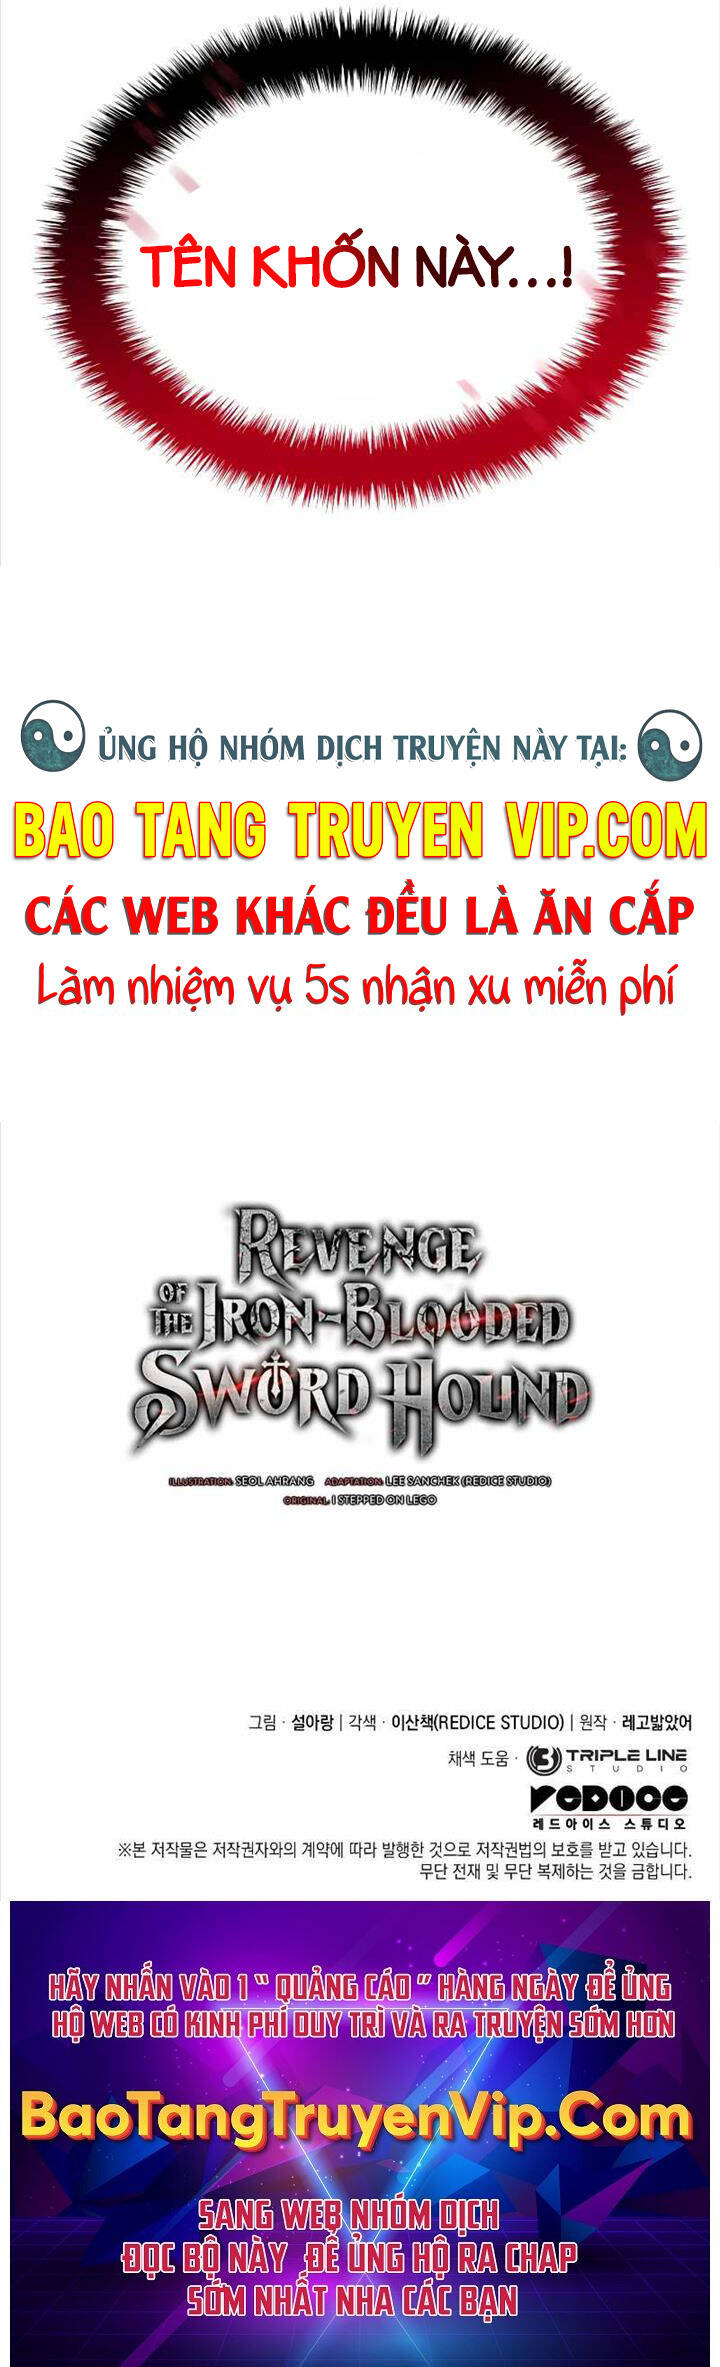 TÊN KHỐN NÀY...!
ỦNG HỘ NHÓM DỊCH TRUYỆN NÀY TẠI:
BAO TANG TRUYEN VIP.COM
CÁC WEB KHÁC ĐỀU LÀ ĂN CẮP
Làm nhiệm vụ 5s nhận xu miễn phí
REVENGE
OF THE IRON-BLOODED
SWORD HOUND
ILLUSTRATION. SEOL AHRANG ADAPTATION. LEE SANCHEK (REDICE STUDIO)
ORIGINAL. I STEPPED ON LEGO
그림 · 설아랑 | 각색 · 이산책(REDICE STUDIO) | 원작 · 레고밟았어
채색 도움 · 3 TRIPLE LINE
STUDIO
REDICE
레드아이스 스튜디오
※본 저작물은 저작권자와의 계약에 따라 발행한 것으로 저작권법의 보호를 받고 있습니다.
무단 전재 및 무단 복제하는 것을 금합니다.
HÃY NHẤN VÀO 1 “ QUẢNG CÁO ” HÀNG NGÀY ĐỂ ỦNG
HỘ WEB CÓ KINH PHÍ DUY TRÌ VÀ RA TRUYỆN SỚM HƠN
BaoTangTruyenVip.Com
SANG WEB NHÓM DỊCH
ĐỌC BỘ NÀY ĐỂ ỦNG HỘ RA CHAP
SỚM NHẤT NHA CÁC BẠN